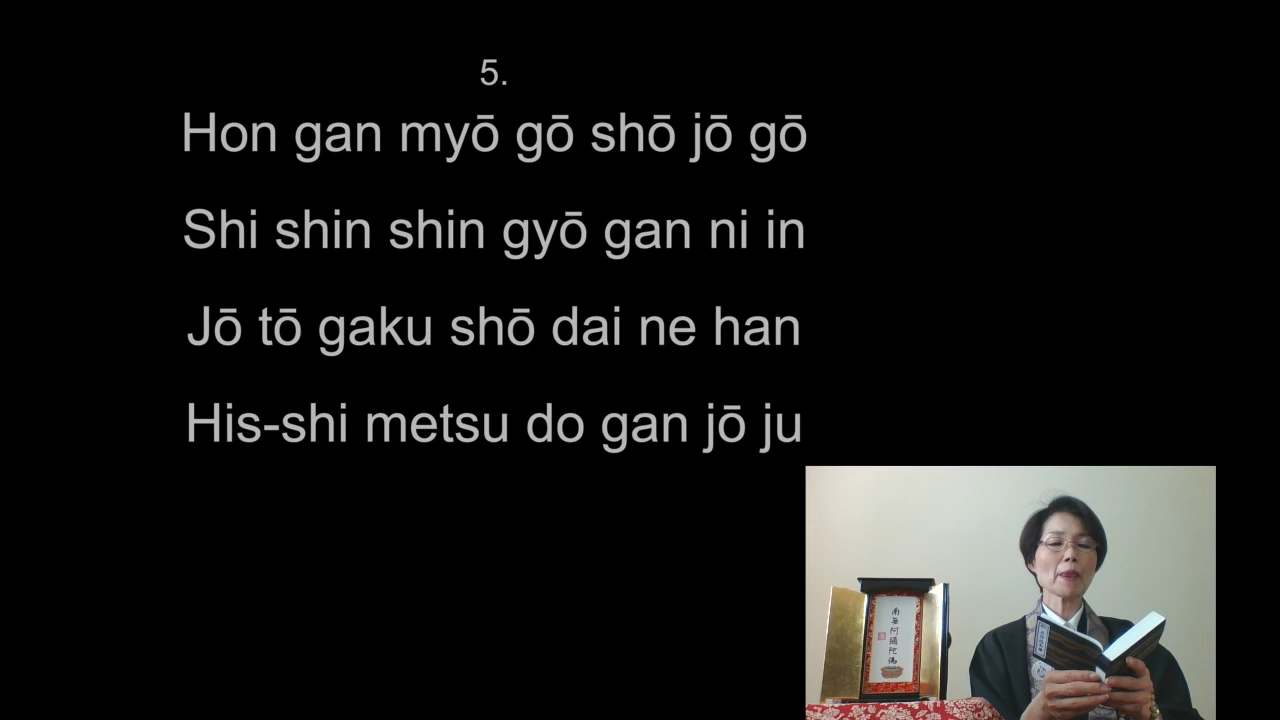 5.
Hon gan myō gō shō jō gō
Shi shin shin gyō gan ni in
Jō tō gaku shō dai ne han
His-shi metsu do gan jō ju
南無阿彌陀佛